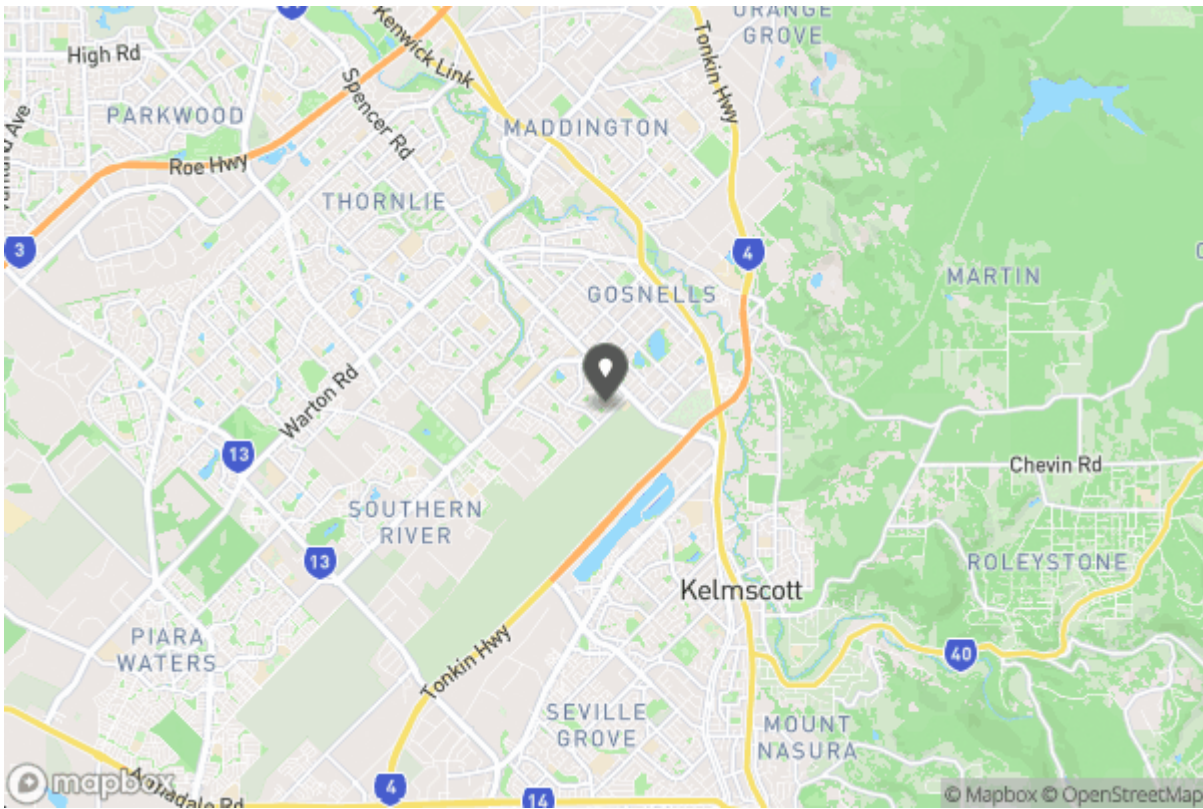 ORANGE
GROVE
High Rd
Kenwick Link
Tonkin Hwy
PARKWOOD
Spencer Rd
MADDINGTON
Roe Hwy
THORNLIE
3
4
GOSNELLS
MARTIN
Warton Rd
13
Chevin Rd
SOUTHERN
RIVER
13
ROLEYSTONE
Kelmscott
PIARA
WATERS
Tonkin Hwy
40
SEVILLE
GROVE
MOUNT
NASURA
mapbox
4
14
© Mapbox © OpenStreetMap